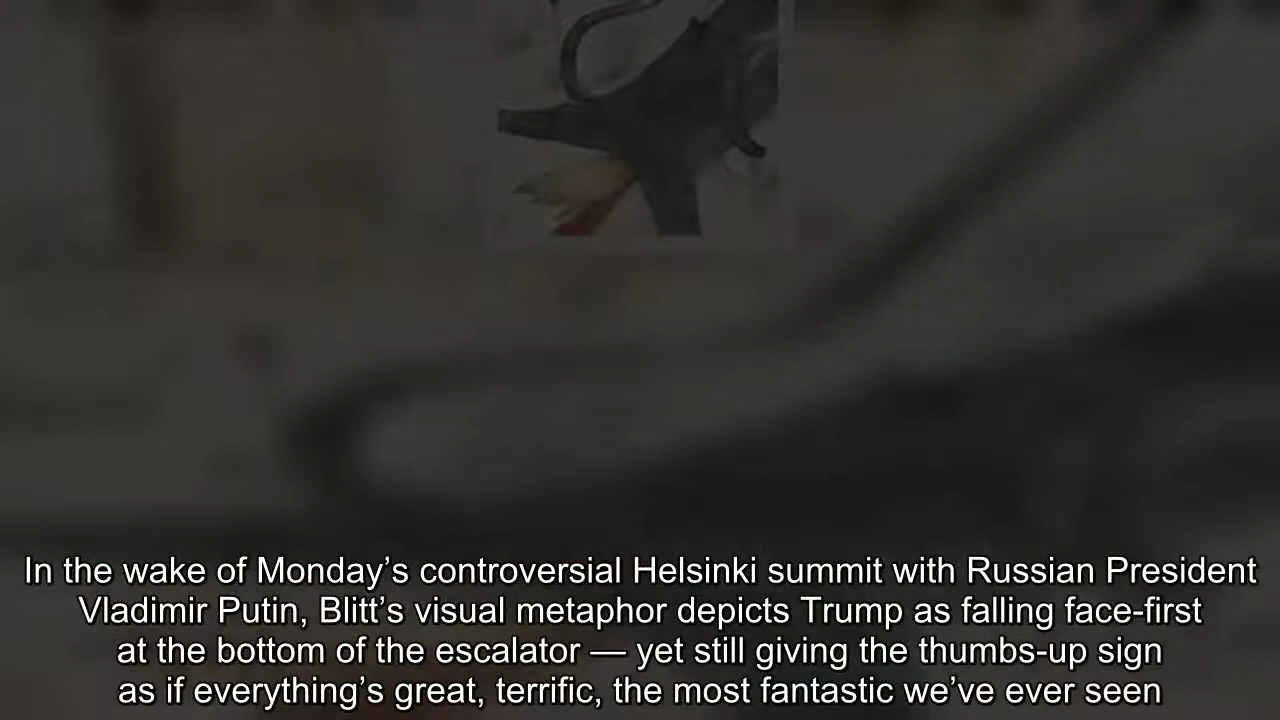 In the wake of Monday’s controversial Helsinki summit with Russian President
Vladimir Putin, Blitt’s visual metaphor depicts Trump as falling face-first
at the bottom of the escalator — yet still giving the thumbs-up sign
as if everything’s great, terrific, the most fantastic we’ve ever seen